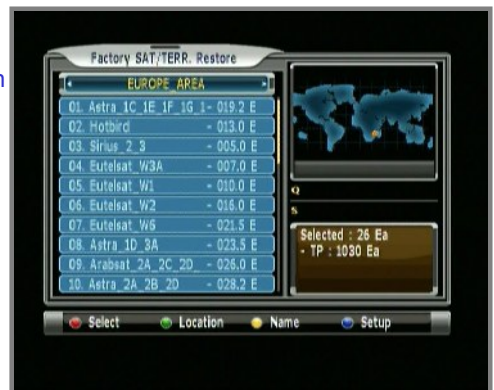 n
Factory SAT/TERR. Restore
EUROPE_AREA
01. Astra_1C_1E_1F_1G_1- 019.2 E
02. Hotbird - 013.0 E
03. Sirius_2_3 - 005.0 E
04. Eutelsat_W3A - 007.0 E
05. Eutelsat_W1 - 010.0 E
06. Eutelsat_W2 - 016.0 E
07. Eutelsat_W6 - 021.5 E
08. Astra_1D_3A - 023.5 E
09. Arabsat_2A_2C_2D_ - 026.0 E
10. Astra_2A_2B_2D - 028.2 E
Q
S
Selected : 26 Ea
- TP : 1030 Ea
Select Location Name Setup